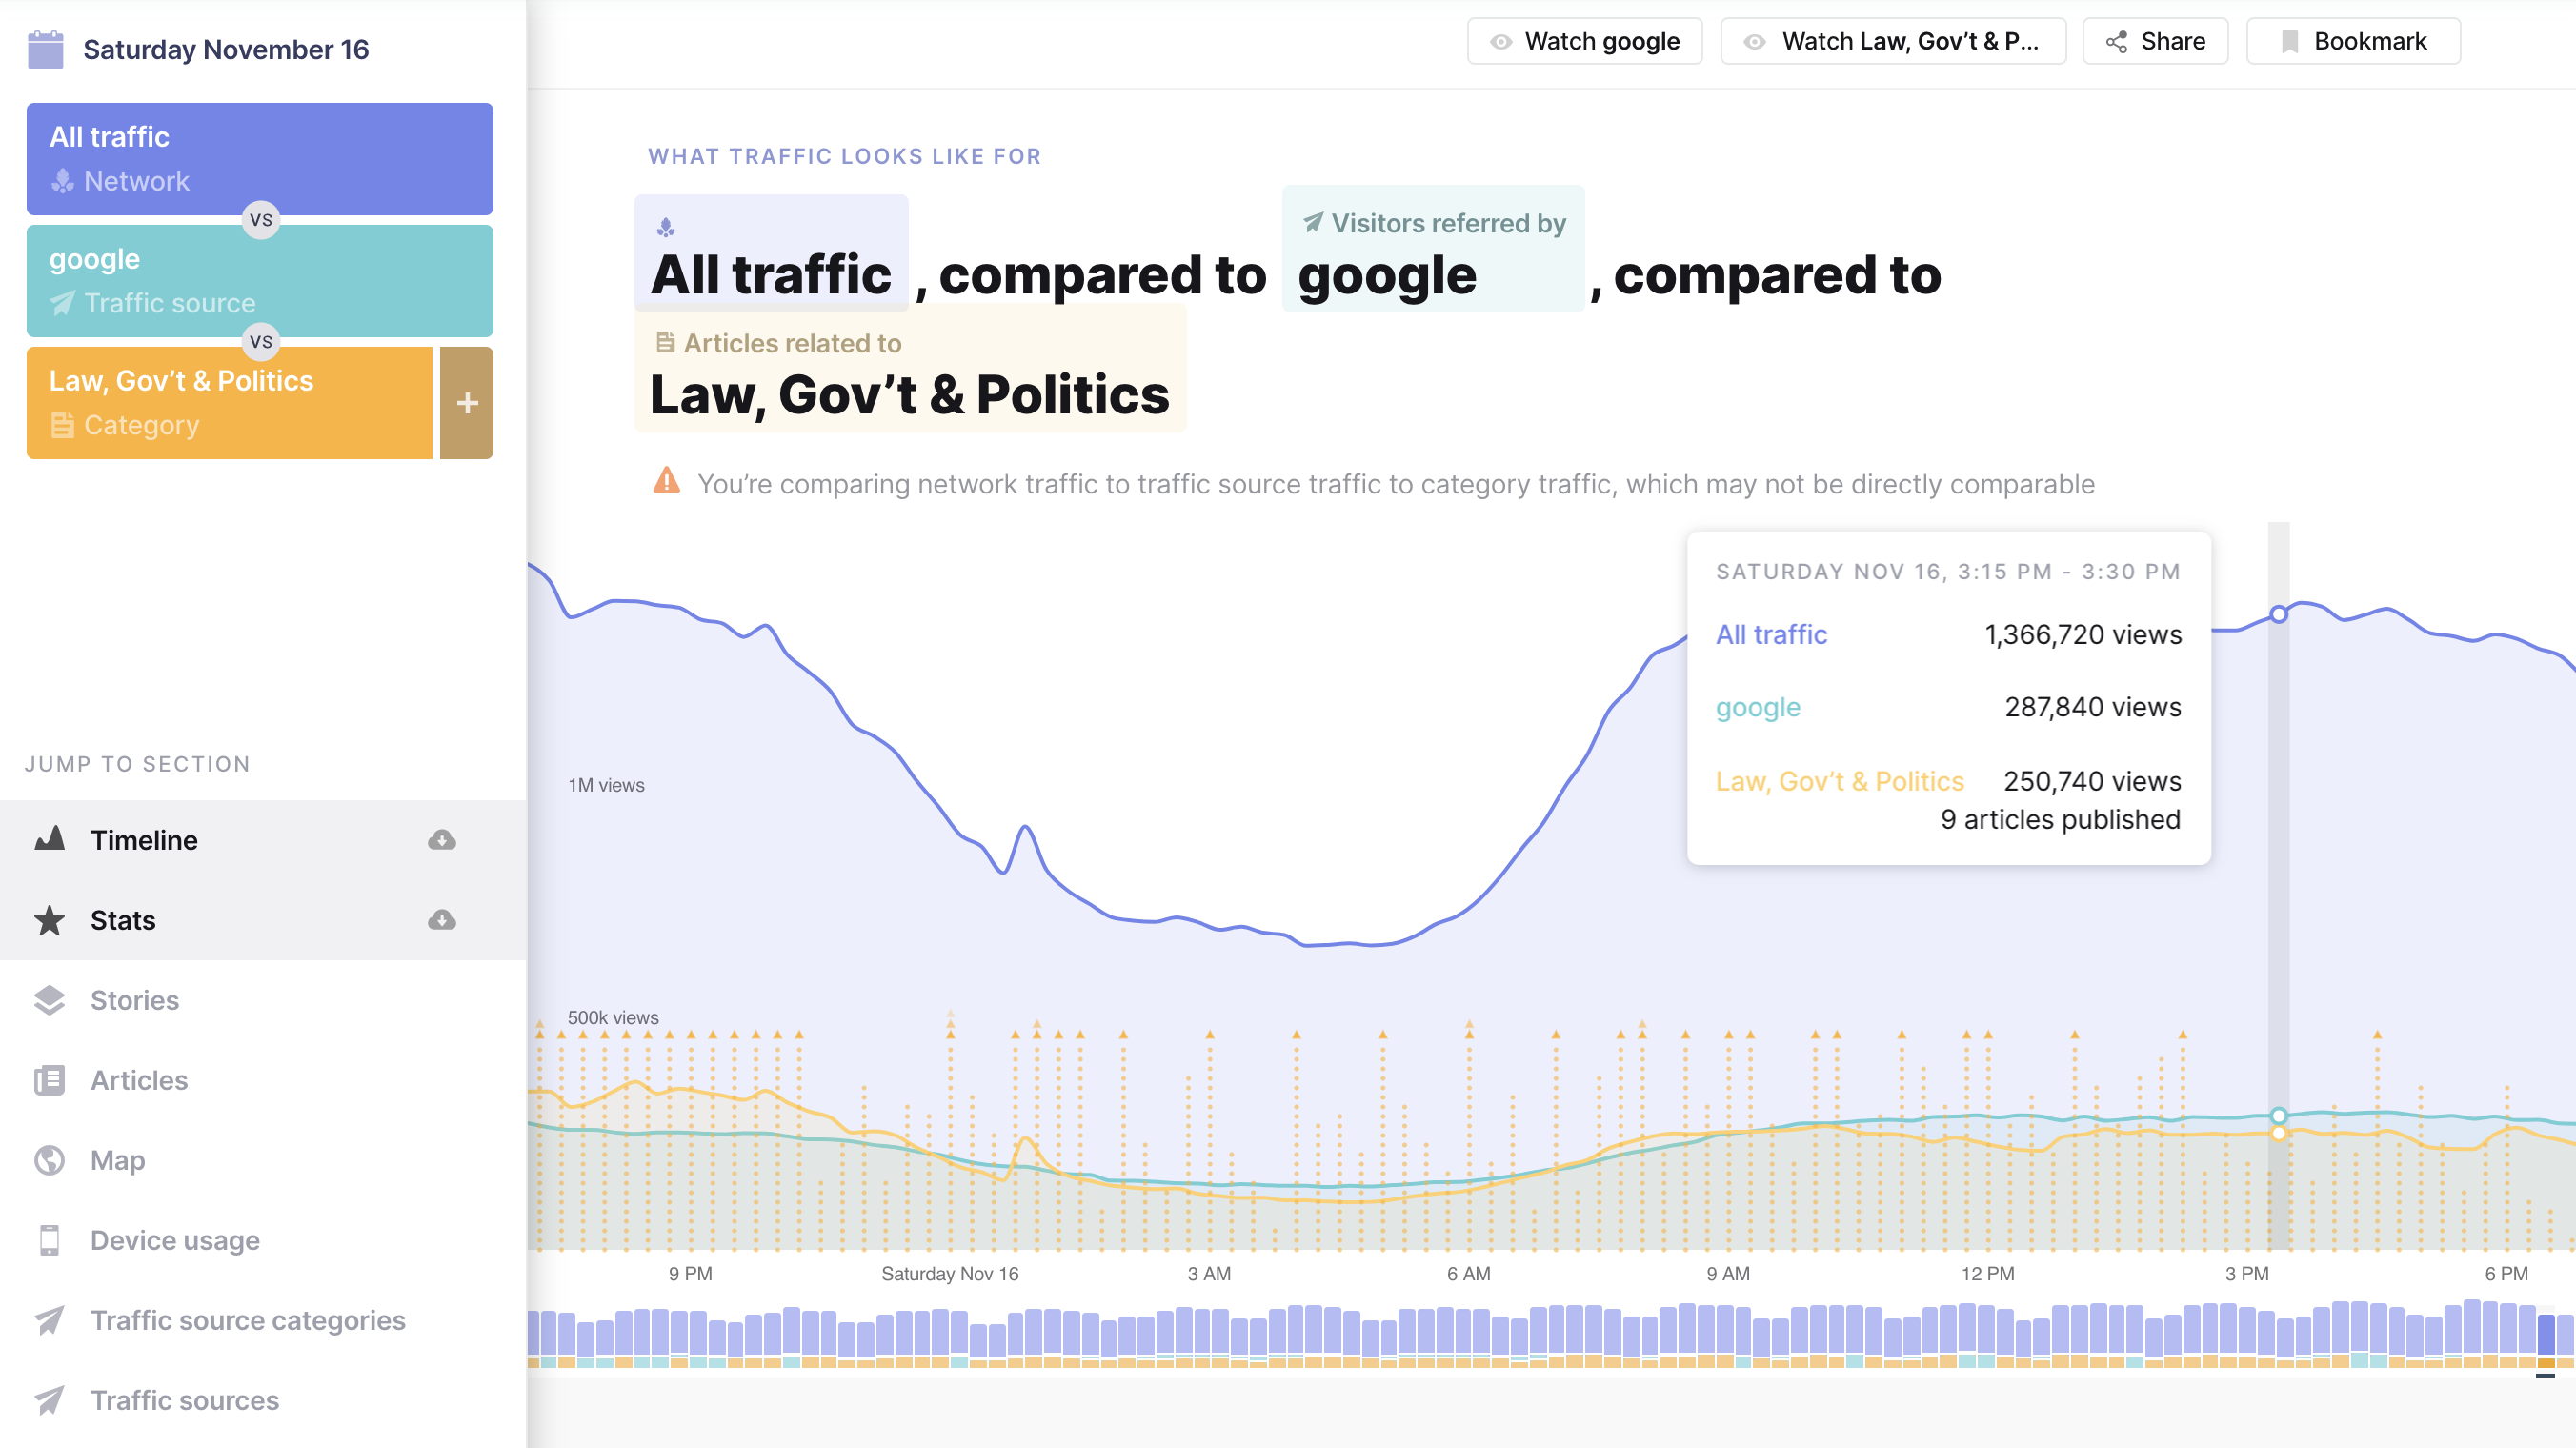 Saturday November 16
All traffic
Network
VS
google
Traffic source
VS
Law, Gov’t & Politics
Category
+
JUMP TO SECTION
Timeline
Stats
Stories
Articles
Map
Device usage
Traffic source categories
Traffic sources
Watch google
Watch Law, Gov’t & P...
Share
Bookmark
WHAT TRAFFIC LOOKS LIKE FOR
Visitors referred by
All traffic , compared to google , compared to
Articles related to
Law, Gov’t & Politics
You’re comparing network traffic to traffic source traffic to category traffic, which may not be directly comparable
SATURDAY NOV 16, 3:15 PM - 3:30 PM
All traffic 1,366,720 views
google 287,840 views
Law, Gov’t & Politics 250,740 views
9 articles published
1M views
500k views
9 PM Saturday Nov 16 3 AM 6 AM 9 AM 12 PM 3 PM 6 PM